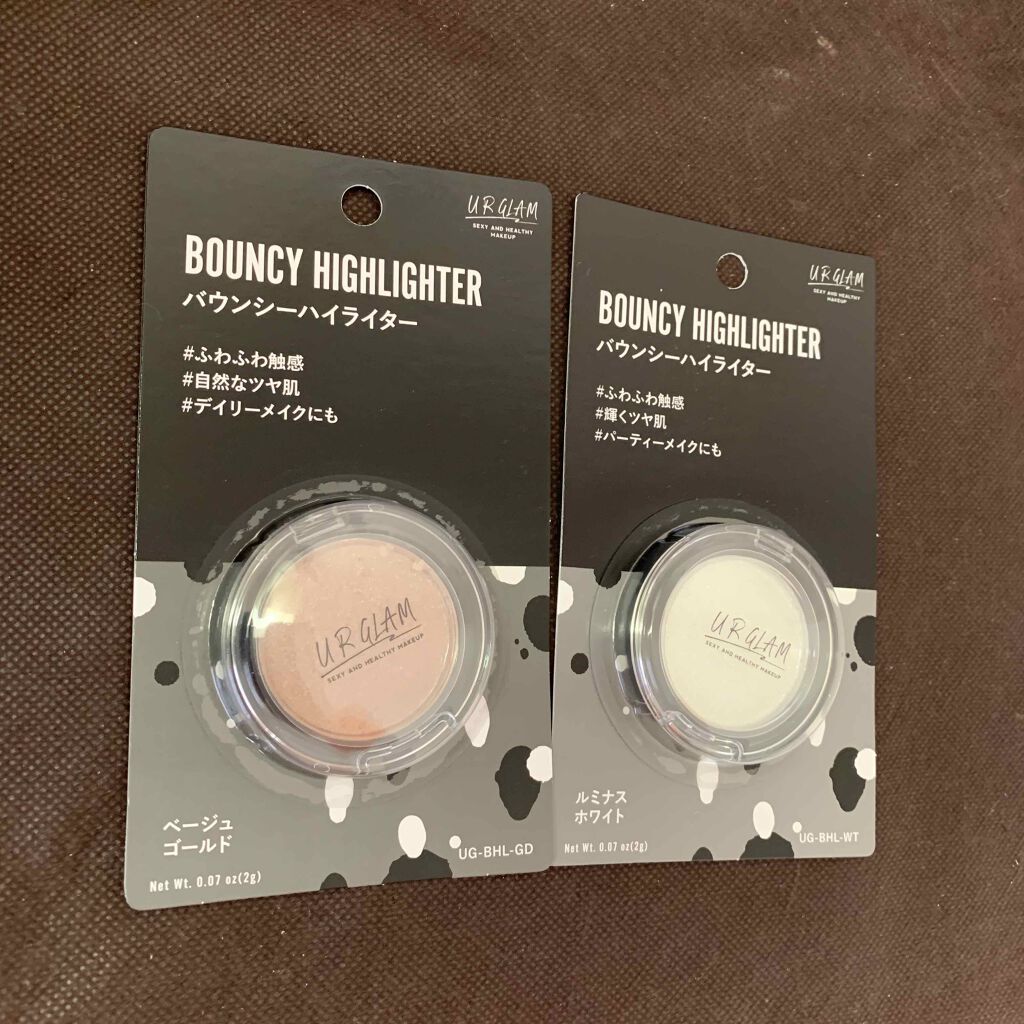 UR GLAM
SEXY AND HEALTHY
MAKEUP
BOUNCY HIGHLIGHTER
バウンシーハイライター
#ふわふわ触感
#自然なツヤ肌
#デイリーメイクにも
UR GLAM
SEXY AND HEALTHY MAKEUP
ベージュ
ゴールド
UG-BHL-GD
Net Wt. 0.07 oz(2g)
UR GLAM
SEXY AND HEALTHY
MAKEUP
BOUNCY HIGHLIGHTER
バウンシーハイライター
#ふわふわ触感
#輝くツヤ肌
#パーティーメイクにも
UR GLAM
SEXY AND HEALTHY MAKEUP
ルミナス
ホワイト
UG-BHL-WT
Net Wt. 0.07 oz(2g)